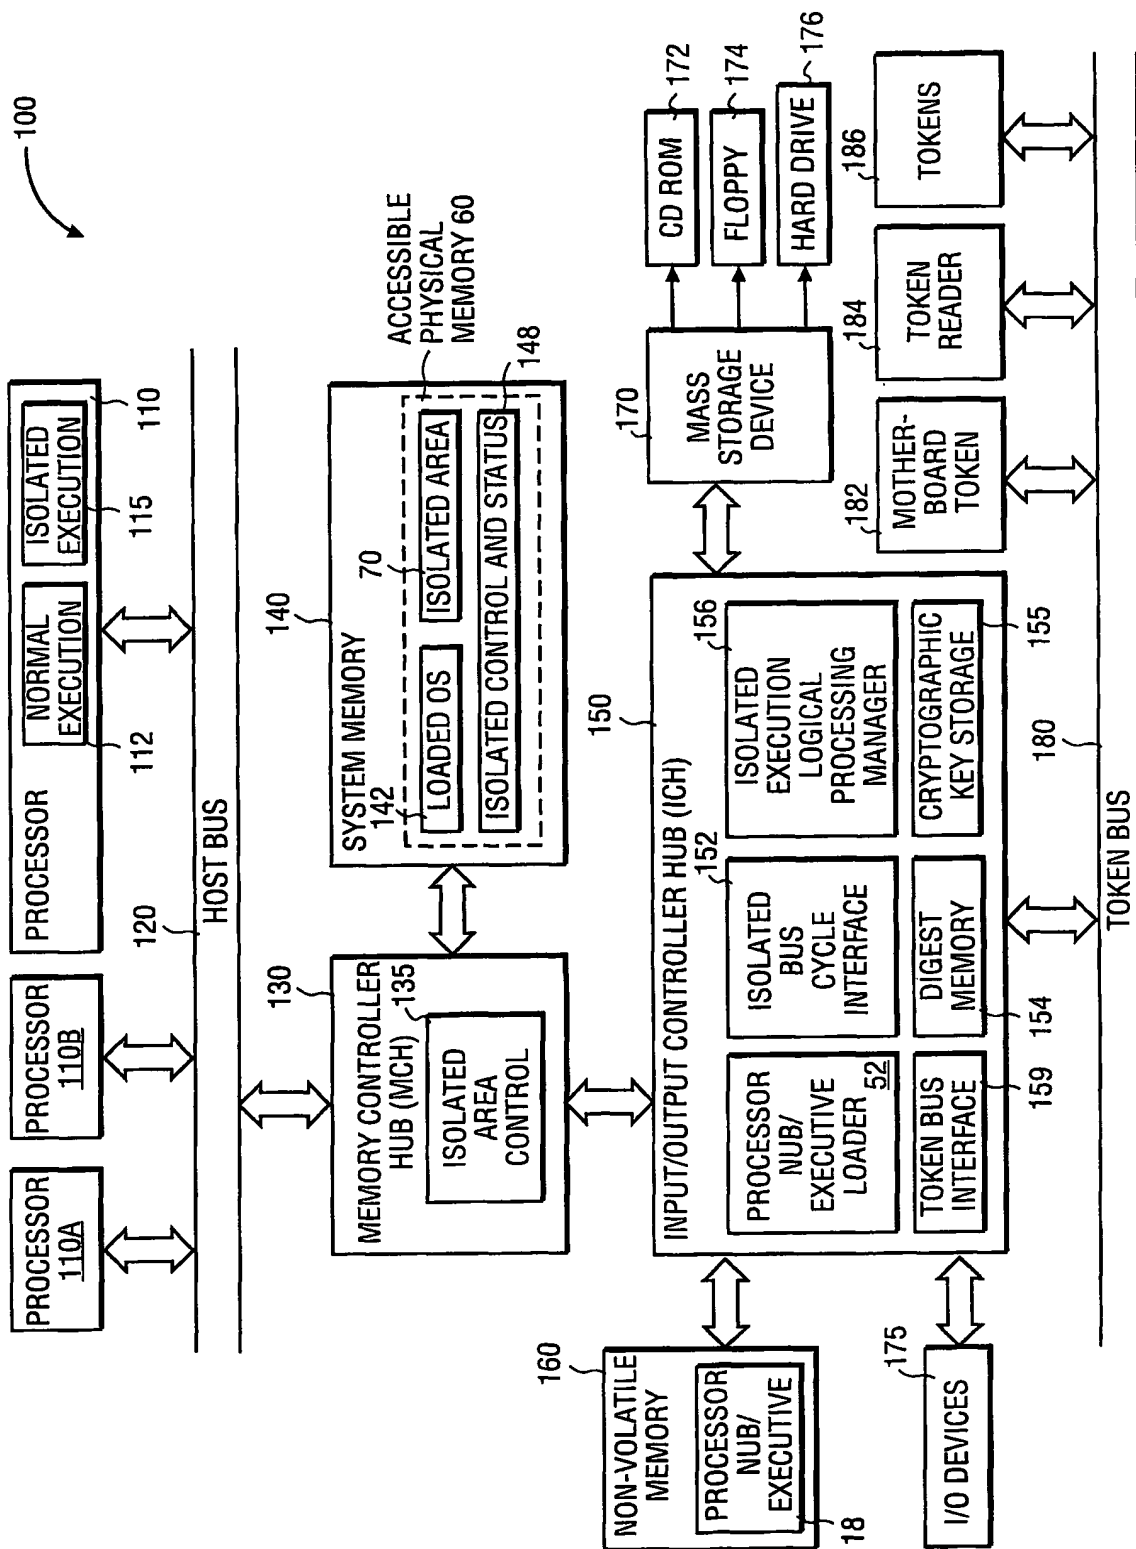 100
PROCESSOR
110A
PROCESSOR
110B
PROCESSOR
NORMAL
EXECUTION
112
ISOLATED
EXECUTION
115
110
120
HOST BUS
130
MEMORY CONTROLLER
HUB (MCH)
135
ISOLATED
AREA
CONTROL
140
SYSTEM MEMORY
142
LOADED OS
70
ISOLATED AREA
ISOLATED CONTROL AND STATUS
148
ACCESSIBLE
PHYSICAL
MEMORY 60
160
NON-VOLATILE
MEMORY
PROCESSOR
NUB/
EXECUTIVE
18
150
INPUT/OUTPUT CONTROLLER HUB (ICH)
PROCESSOR
NUB/
EXECUTIVE
LOADER 52
152
ISOLATED
BUS
CYCLE
INTERFACE
156
ISOLATED
EXECUTION
LOGICAL
PROCESSING
MANAGER
TOKEN BUS
INTERFACE
159
DIGEST
MEMORY
154
CRYPTOGRAPHIC
KEY STORAGE
155
170
MASS
STORAGE
DEVICE
CD ROM
172
FLOPPY
174
HARD DRIVE
176
175
I/O DEVICES
182
MOTHER-
BOARD
TOKEN
184
TOKEN
READER
186
TOKENS
180
TOKEN BUS